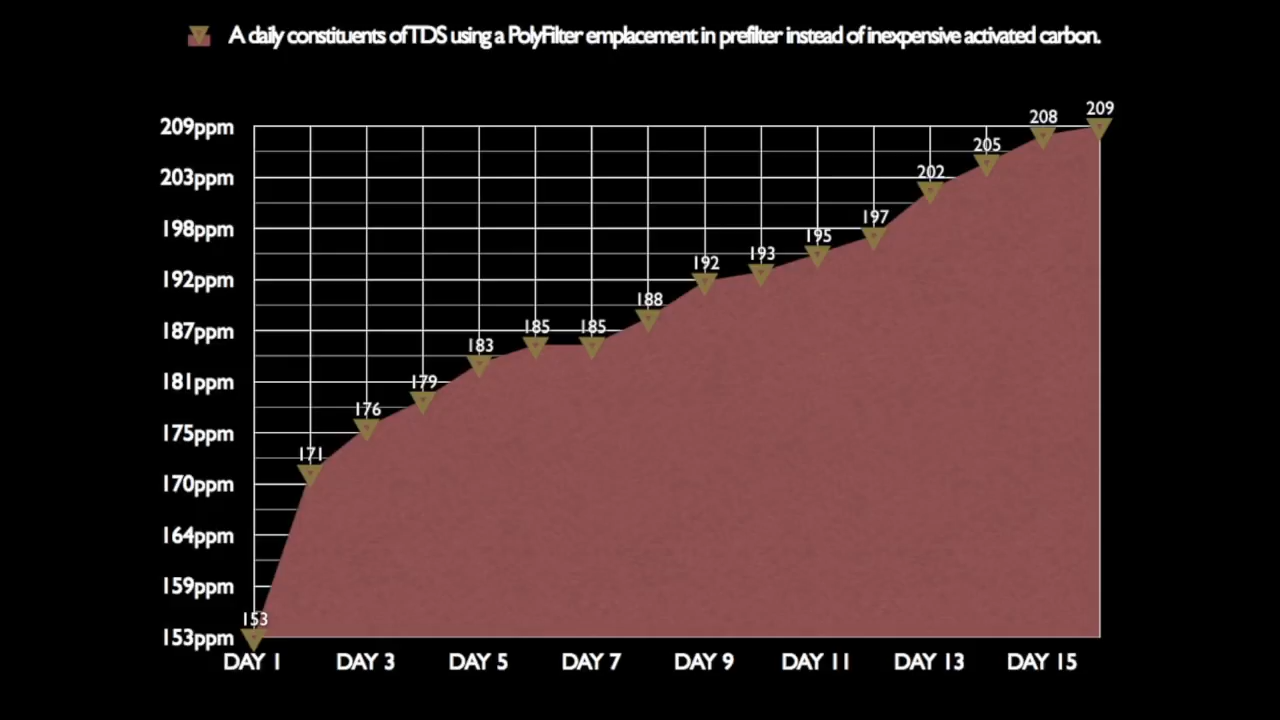 A daily constituents of TDS using a PolyFilter emplacement in prefilter instead of inexpensive activated carbon.
209ppm
203ppm
198ppm
192ppm
187ppm
181ppm
175ppm
170ppm
164ppm
159ppm
153ppm
153
171
176
179
183
185
185
188
192
193
195
197
202
205
208
209
DAY 1 DAY 3 DAY 5 DAY 7 DAY 9 DAY 11 DAY 13 DAY 15